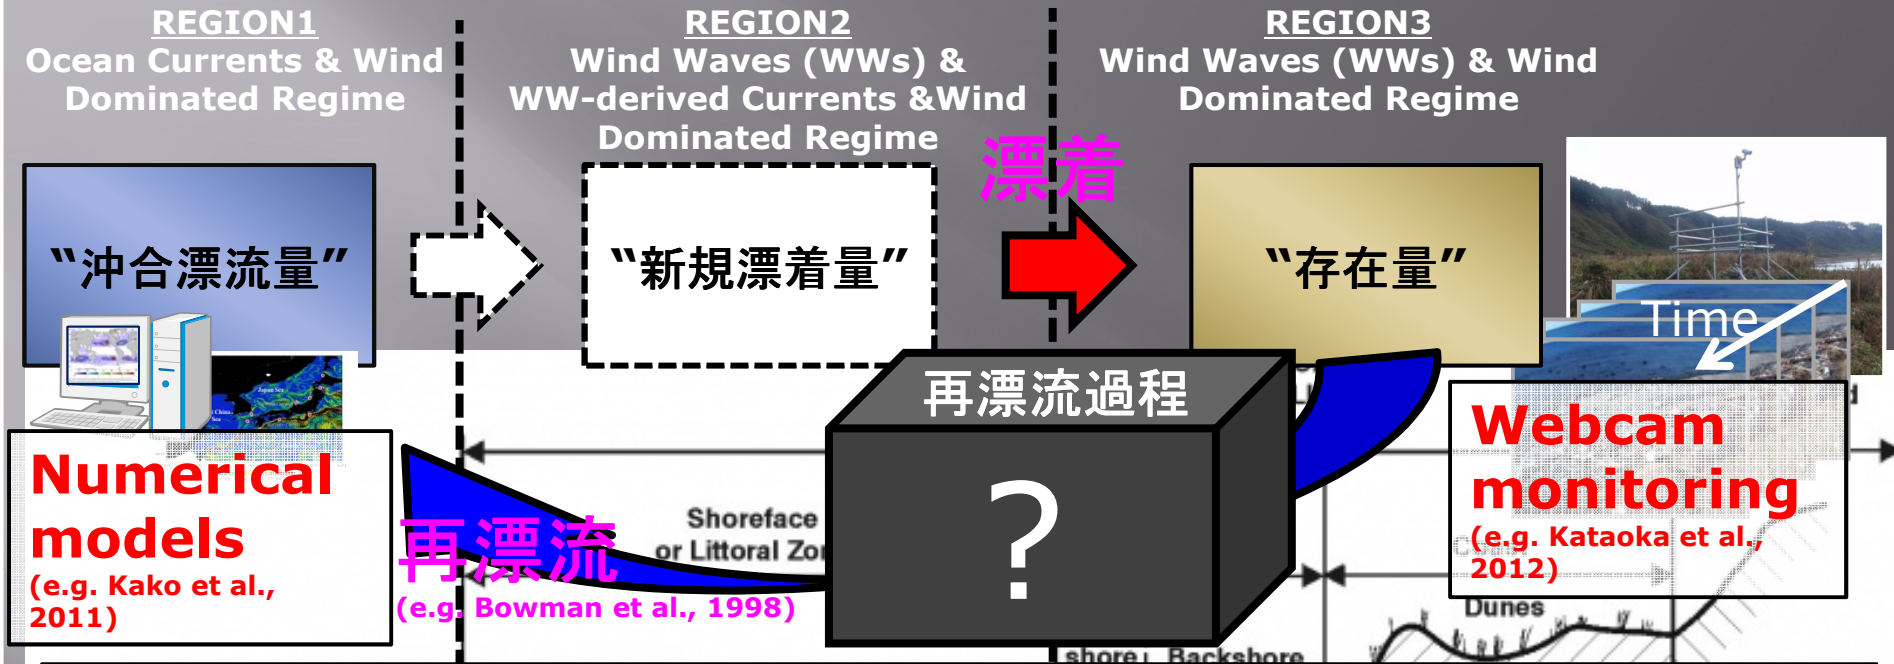 REGION1
Ocean Currents & Wind
Dominated Regime
REGION2
Wind Waves (WWs) &
WW-derived Currents &Wind
Dominated Regime
REGION3
Wind Waves (WWs) & Wind
Dominated Regime
漂着
“沖合漂流量”
“新規漂着量”
“存在量”
Time
Japan Sea
再漂流過程
?
Numerical
models
(e.g. Kako et al.,
2011)
再漂流
(e.g. Bowman et al., 1998)
Shoreface
or Littoral Zo
Webcam
monitoring
(e.g. Kataoka et al.,
2012)
Dunes
shore
Backshore